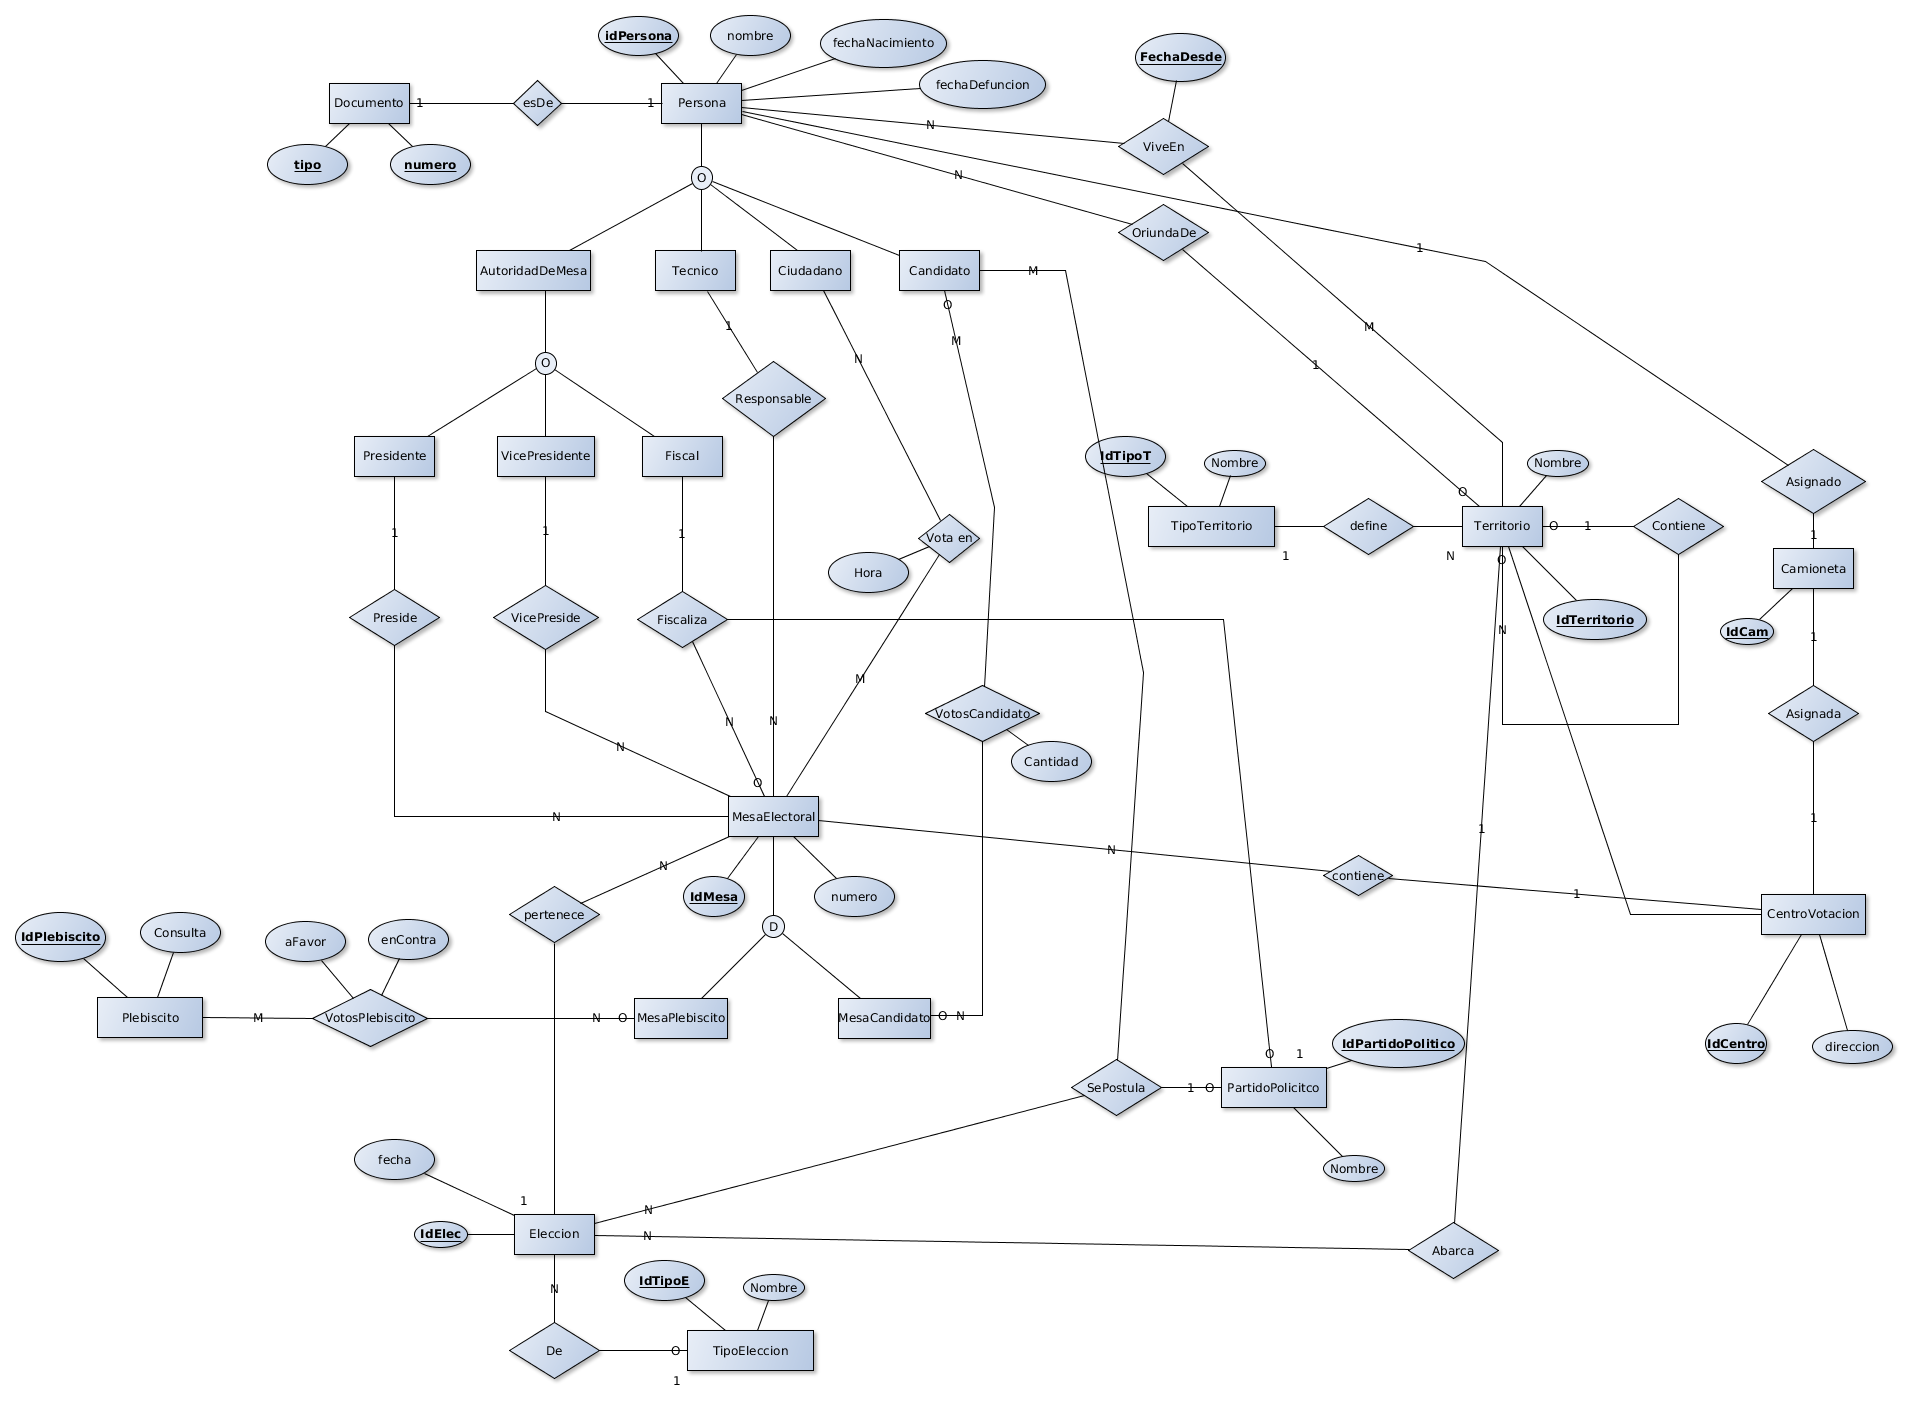 idPersona
nombre
fechaNacimiento
FechaDesde
fechaDefuncion
Documento
1
esDe
1
Persona
N
ViveEn
tipo
numero
N
O
OriundaDe
1
AutoridadDeMesa
Tecnico
Ciudadano
Candidato
M
O
1
M
M
N
O
1
Responsable
Presidente
VicePresidente
Fiscal
IdTipoT
Nombre
Nombre
Asignado
O
TipoTerritorio
define
Territorio
O
1
Contiene
1
1
1
1
Vota en
1
N
O
Camioneta
Hora
Preside
VicePreside
Fiscaliza
IdTerritorio
IdCam
N
1
M
VotosCandidato
Asignada
N
N
N
Cantidad
O
MesaElectoral
N
1
1
N
N
contiene
1
IdMesa
numero
pertenece
CentroVotacion
IdPlebiscito
Consulta
aFavor
enContra
D
Plebiscito
M
VotosPlebiscito
N
O
MesaPlebiscito
MesaCandidato
O
N
IdCentro
direccion
O
1
IdPartidoPolitico
SePostula
1
O
PartidoPolicitco
fecha
Nombre
1
N
IdElec
Eleccion
N
Abarca
IdTipoE
Nombre
N
De
O
TipoEleccion
1